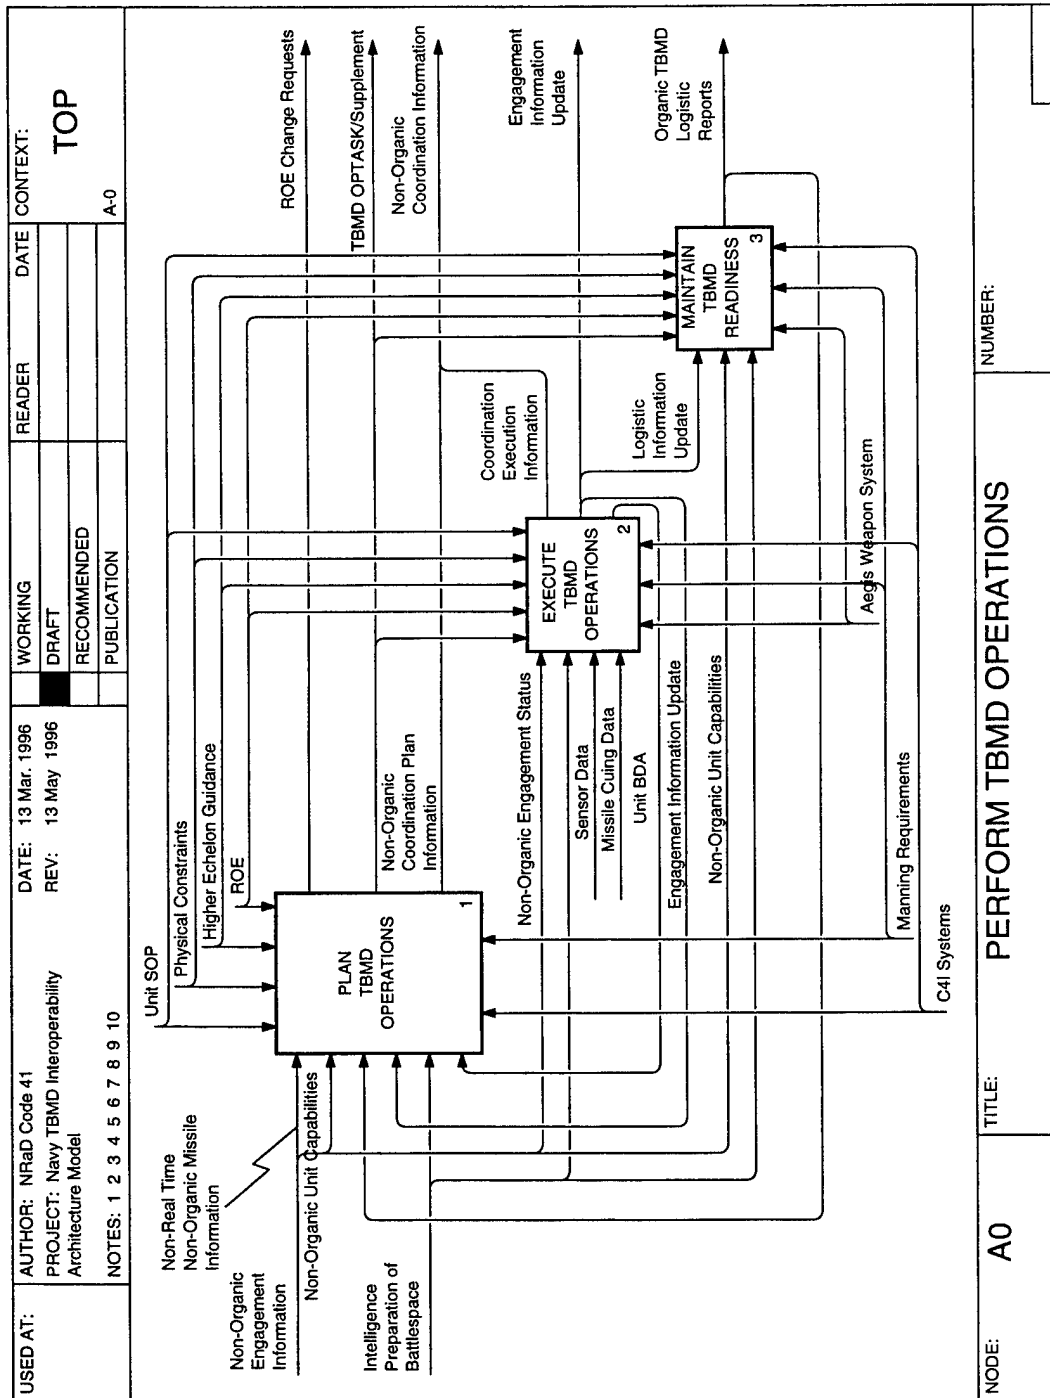 USED AT:
AUTHOR: NRaD Code 41
PROJECT: Navy TBMD Interoperability
Architecture Model
NOTES: 1 2 3 4 5 6 7 8 9 10
DATE: 13 Mar. 1996
REV: 13 May 1996
WORKING
DRAFT
RECOMMENDED
PUBLICATION
READER
DATE
CONTEXT:
TOP
A-0
Unit SOP
Physical Constraints
Higher Echelon Guidance
ROE
Non-Real Time
Non-Organic Missile
Information
Non-Organic
Engagement
Information
Non-Organic Unit Capabilities
Intelligence
Preparation of
Battlespace
PLAN
TBMD
OPERATIONS
1
ROE Change Requests
TBMD OPTASK/Supplement
Non-Organic
Coordination Plan
Information
Non-Organic
Coordination Information
Non-Organic Engagement Status
Sensor Data
Missile Cuing Data
Unit BDA
Engagement Information Update
Non-Organic Unit Capabilities
EXECUTE
TBMD
OPERATIONS
2
Coordination
Execution
Information
Engagement
Information
Update
Logistic
Information
Update
MAINTAIN
TBMD
READINESS
3
Organic TBMD
Logistic
Reports
Aegis Weapon System
Manning Requirements
C4I Systems
NODE:
A0
TITLE:
PERFORM TBMD OPERATIONS
NUMBER: